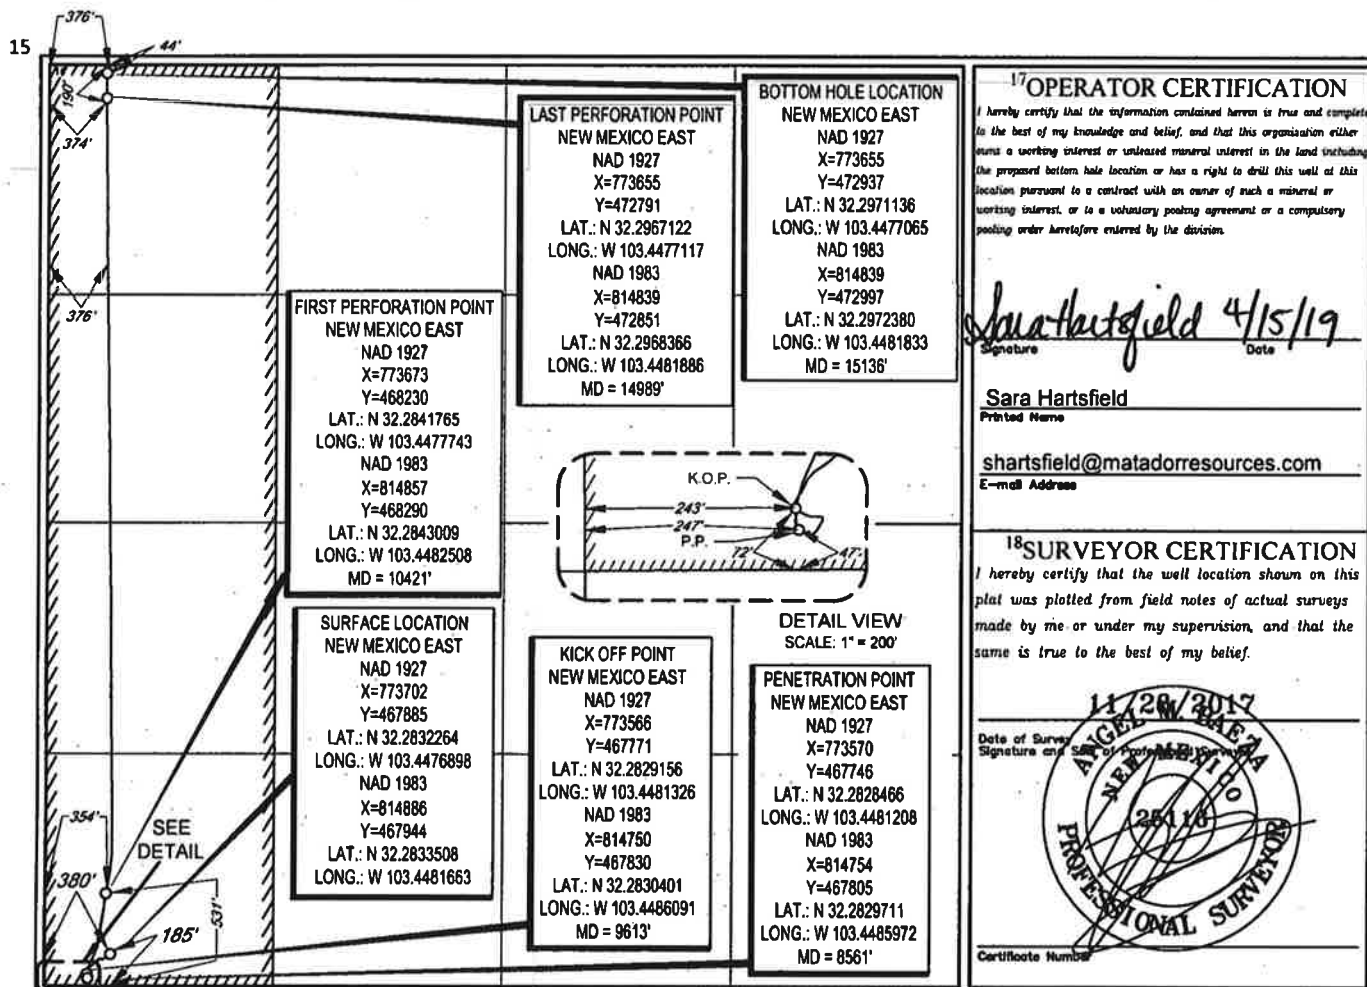 15
376'
44'
190'
374'
376'
LAST PERFORATION POINT
NEW MEXICO EAST
NAD 1927
X=773655
Y=472791
LAT.: N 32.2967122
LONG.: W 103.4477117
NAD 1983
X=814839
Y=472851
LAT.: N 32.2968366
LONG.: W 103.4481886
MD = 14989'
BOTTOM HOLE LOCATION
NEW MEXICO EAST
NAD 1927
X=773655
Y=472937
LAT.: N 32.2971136
LONG.: W 103.4477065
NAD 1983
X=814839
Y=472997
LAT.: N 32.2972380
LONG.: W 103.4481833
MD = 15136'
FIRST PERFORATION POINT
NEW MEXICO EAST
NAD 1927
X=773673
Y=468230
LAT.: N 32.2841765
LONG.: W 103.4477743
NAD 1983
X=814857
Y=468290
LAT.: N 32.2843009
LONG.: W 103.4482508
MD = 10421'
K.O.P.
243'
247'
P.P.
72'
47'
DETAIL VIEW
SCALE: 1" = 200'
SURFACE LOCATION
NEW MEXICO EAST
NAD 1927
X=773702
Y=467885
LAT.: N 32.2832264
LONG.: W 103.4476898
NAD 1983
X=814886
Y=467944
LAT.: N 32.2833508
LONG.: W 103.4481663
KICK OFF POINT
NEW MEXICO EAST
NAD 1927
X=773566
Y=467771
LAT.: N 32.2829156
LONG.: W 103.4481326
NAD 1983
X=814750
Y=467830
LAT.: N 32.2830401
LONG.: W 103.4486091
MD = 9613'
PENETRATION POINT
NEW MEXICO EAST
NAD 1927
X=773570
Y=467746
LAT.: N 32.2828466
LONG.: W 103.4481208
NAD 1983
X=814754
Y=467805
LAT.: N 32.2829711
LONG.: W 103.4485972
MD = 8561'
354'
SEE
DETAIL
380'
185'
531'
17 OPERATOR CERTIFICATION
I hereby certify that the information contained herein is true and complete
to the best of my knowledge and belief, and that this organization either
owns a working interest or unleased mineral interest in the land including
the proposed bottom hole location or has a right to drill this well at this
location pursuant to a contract with an owner of such a mineral or
working interest, or to a voluntary pooling agreement or a compulsory
pooling order heretofore entered by the division.
Sara Hartsfield 4/15/19
Signature Date
Sara Hartsfield
Printed Name
shartsfield@matadorresources.com
E-mail Address
18 SURVEYOR CERTIFICATION
I hereby certify that the well location shown on this
plat was plotted from field notes of actual surveys
made by me or under my supervision, and that the
same is true to the best of my belief.
11/26/2017
Date of Survey
Signature and Seal of Professional Surveyor
ANGEL M. BAEZA
NEW MEXICO
25116
PROFESSIONAL SURVEYOR
Certificate Number